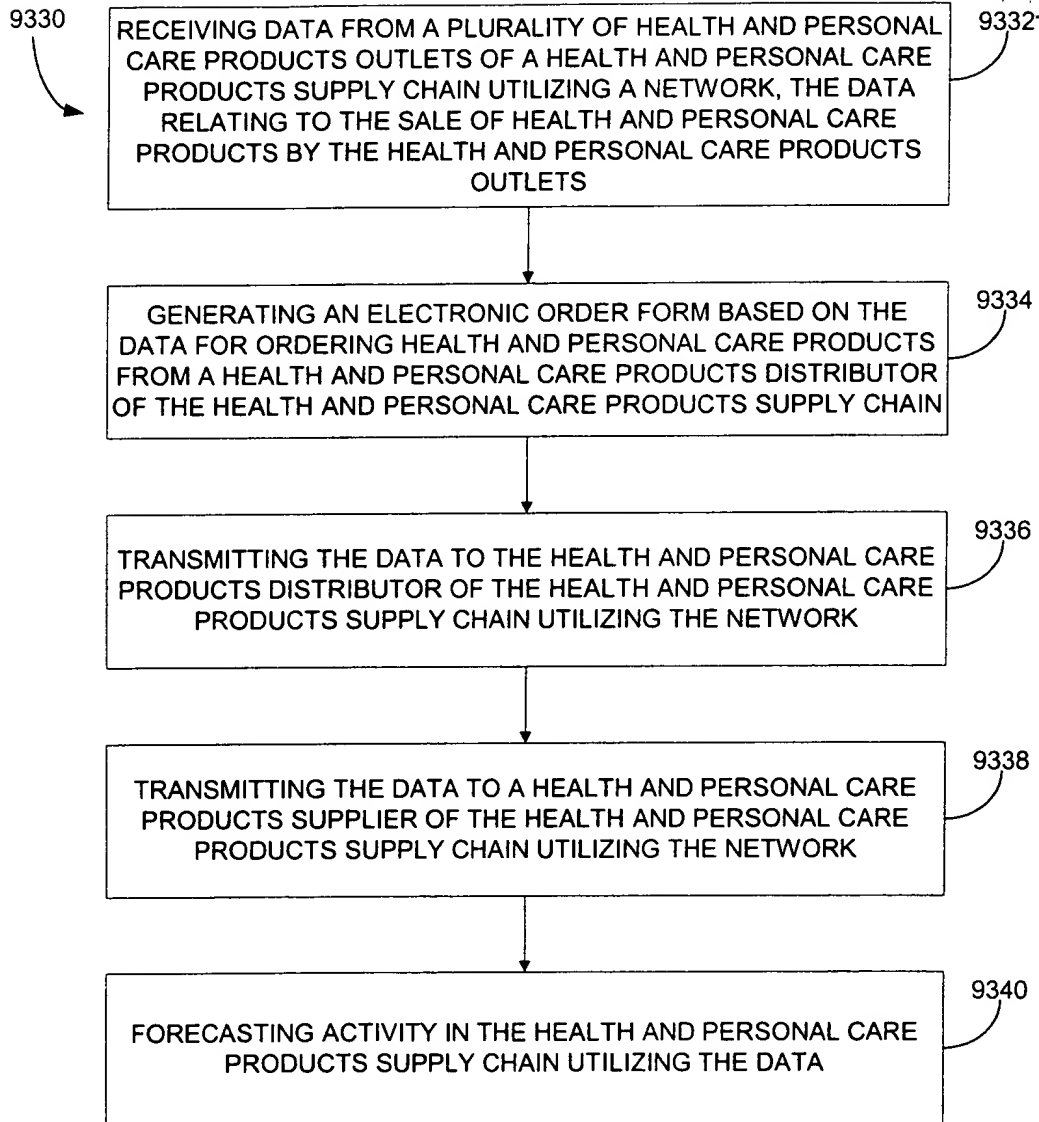 9330
RECEIVING DATA FROM A PLURALITY OF HEALTH AND PERSONAL
CARE PRODUCTS OUTLETS OF A HEALTH AND PERSONAL CARE
PRODUCTS SUPPLY CHAIN UTILIZING A NETWORK, THE DATA
RELATING TO THE SALE OF HEALTH AND PERSONAL CARE
PRODUCTS BY THE HEALTH AND PERSONAL CARE PRODUCTS
OUTLETS
9332
GENERATING AN ELECTRONIC ORDER FORM BASED ON THE
DATA FOR ORDERING HEALTH AND PERSONAL CARE PRODUCTS
FROM A HEALTH AND PERSONAL CARE PRODUCTS DISTRIBUTOR
OF THE HEALTH AND PERSONAL CARE PRODUCTS SUPPLY CHAIN
9334
TRANSMITTING THE DATA TO THE HEALTH AND PERSONAL CARE
PRODUCTS DISTRIBUTOR OF THE HEALTH AND PERSONAL CARE
PRODUCTS SUPPLY CHAIN UTILIZING THE NETWORK
9336
TRANSMITTING THE DATA TO A HEALTH AND PERSONAL CARE
PRODUCTS SUPPLIER OF THE HEALTH AND PERSONAL CARE
PRODUCTS SUPPLY CHAIN UTILIZING THE NETWORK
9338
FORECASTING ACTIVITY IN THE HEALTH AND PERSONAL CARE
PRODUCTS SUPPLY CHAIN UTILIZING THE DATA
9340